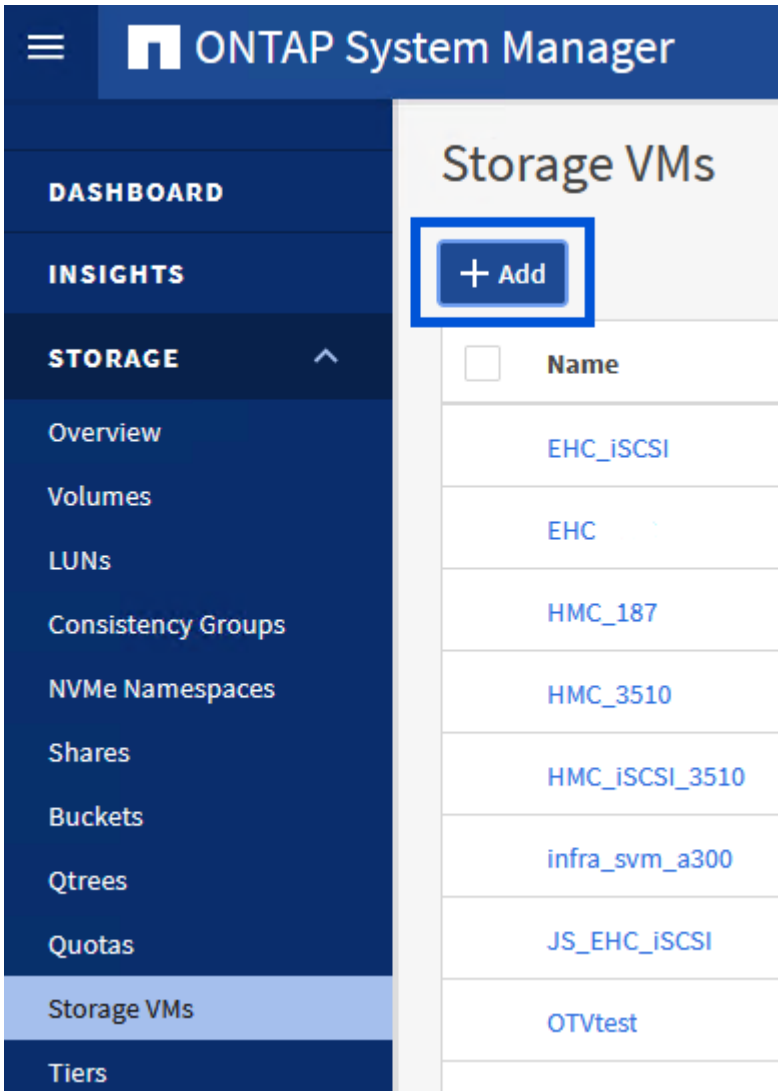 ONTAP System Manager
DASHBOARD
INSIGHTS
STORAGE
Overview
Volumes
LUNs
Consistency Groups
NVMe Namespaces
Shares
Buckets
Qtrees
Quotas
Storage VMs
Tiers
Storage VMs
+ Add
Name
EHC_iSCSI
EHC
HMC_187
HMC_3510
HMC_iSCSI_3510
infra_svm_a300
JS_EHC_iSCSI
OTVtest